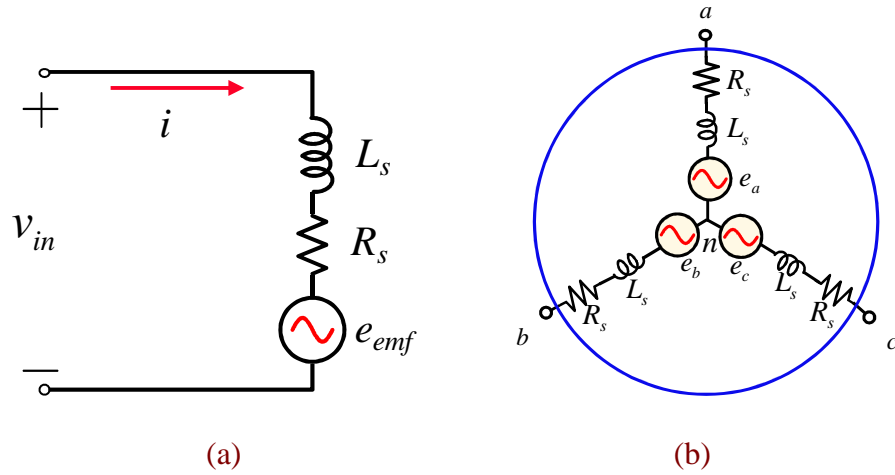 +
i
v_in
L_s
R_s
e_emf
−
(a)
a
R_s
L_s
e_a
n
e_b
e_c
L_s
L_s
R_s
R_s
b
c
(b)